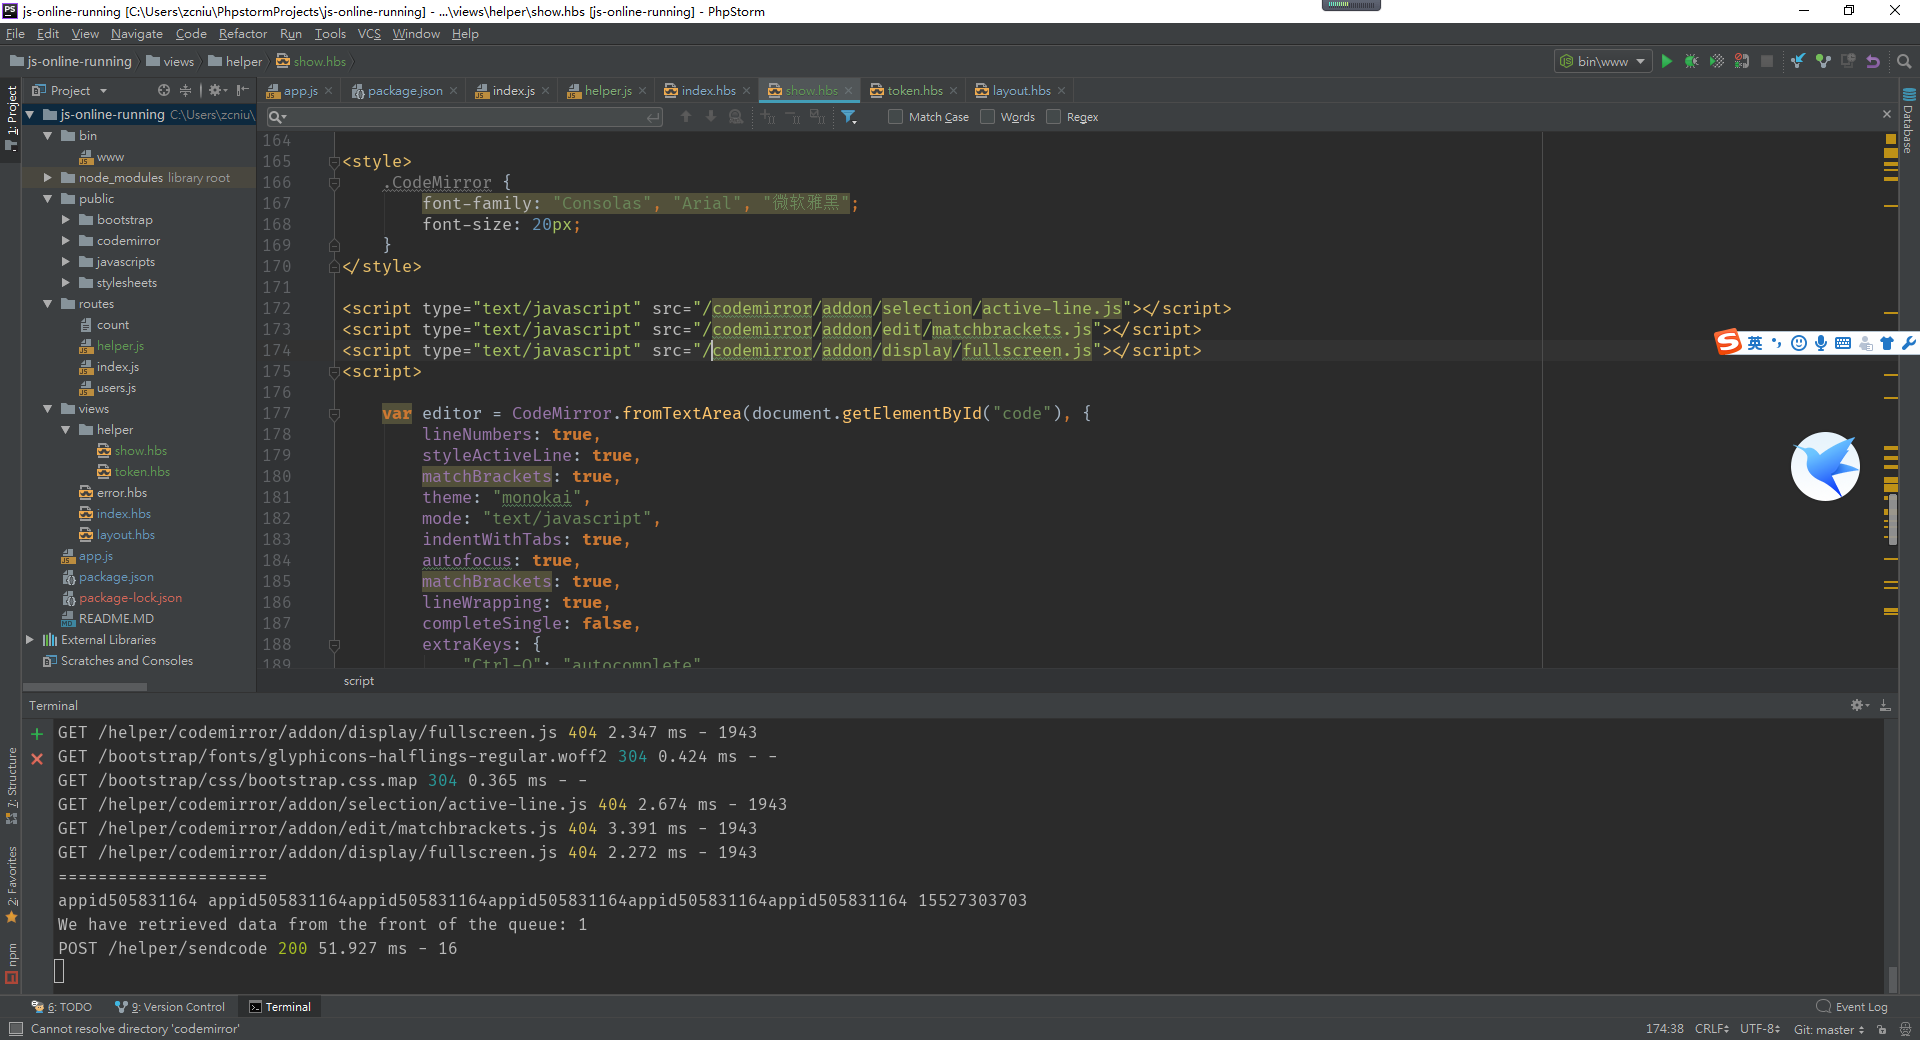 js-online-running [C:\Users\zcniu\PhpstormProjects\js-online-running] - ...\views\helper\show.hbs [js-online-running] - PhpStorm
File Edit View Navigate Code Refactor Run Tools VCS Window Help
js-online-running views helper show.hbs bin\www
Project app.js package.json index.js helper.js index.hbs show.hbs token.hbs layout.hbs
Match Case Words Regex
1: Project
7: Structure
2: Favorites
npm
Database
js-online-running C:\Users\zcniu\
bin
www
node_modules library root
public
bootstrap
codemirror
javascripts
stylesheets
routes
count
helper.js
index.js
users.js
views
helper
show.hbs
token.hbs
error.hbs
index.hbs
layout.hbs
app.js
package.json
package-lock.json
README.MD
External Libraries
Scratches and Consoles
164
165 <style>
166 .CodeMirror {
167 font-family: "Consolas", "Arial", "微软雅黑";
168 font-size: 20px;
169 }
170 </style>
171
172 <script type="text/javascript" src="/codemirror/addon/selection/active-line.js"></script>
173 <script type="text/javascript" src="/codemirror/addon/edit/matchbrackets.js"></script>
174 <script type="text/javascript" src="/codemirror/addon/display/fullscreen.js"></script>
175 <script>
176
177 var editor = CodeMirror.fromTextArea(document.getElementById("code"), {
178 lineNumbers: true,
179 styleActiveLine: true,
180 matchBrackets: true,
181 theme: "monokai",
182 mode: "text/javascript",
183 indentWithTabs: true,
184 autofocus: true,
185 matchBrackets: true,
186 lineWrapping: true,
187 completeSingle: false,
188 extraKeys: {
189 "Ctrl-Q": "autocomplete"
script
英
Terminal
GET /helper/codemirror/addon/display/fullscreen.js 404 2.347 ms - 1943
GET /bootstrap/fonts/glyphicons-halflings-regular.woff2 304 0.424 ms - -
GET /bootstrap/css/bootstrap.css.map 304 0.365 ms - -
GET /helper/codemirror/addon/selection/active-line.js 404 2.674 ms - 1943
GET /helper/codemirror/addon/edit/matchbrackets.js 404 3.391 ms - 1943
GET /helper/codemirror/addon/display/fullscreen.js 404 2.272 ms - 1943
=====================
appid505831164 appid505831164appid505831164appid505831164appid505831164appid505831164 15527303703
We have retrieved data from the front of the queue: 1
POST /helper/sendcode 200 51.927 ms - 16
6: TODO 9: Version Control Terminal Event Log
Cannot resolve directory 'codemirror' 174:38 CRLF UTF-8 Git: master